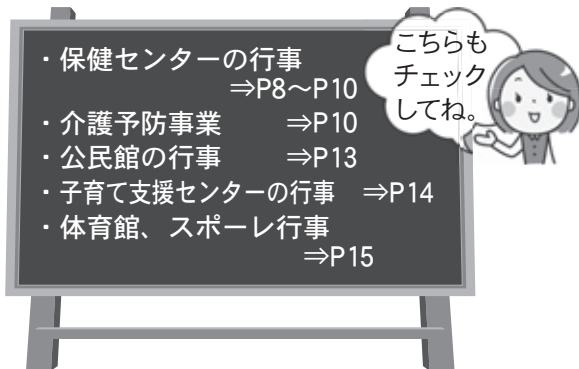 ・保健センターの行事
⇒P8～P10
・介護予防事業　⇒P10
・公民館の行事　⇒P13
・子育て支援センターの行事　⇒P14
・体育館、スポーレ行事
⇒P15
こちらも
チェック
してね。